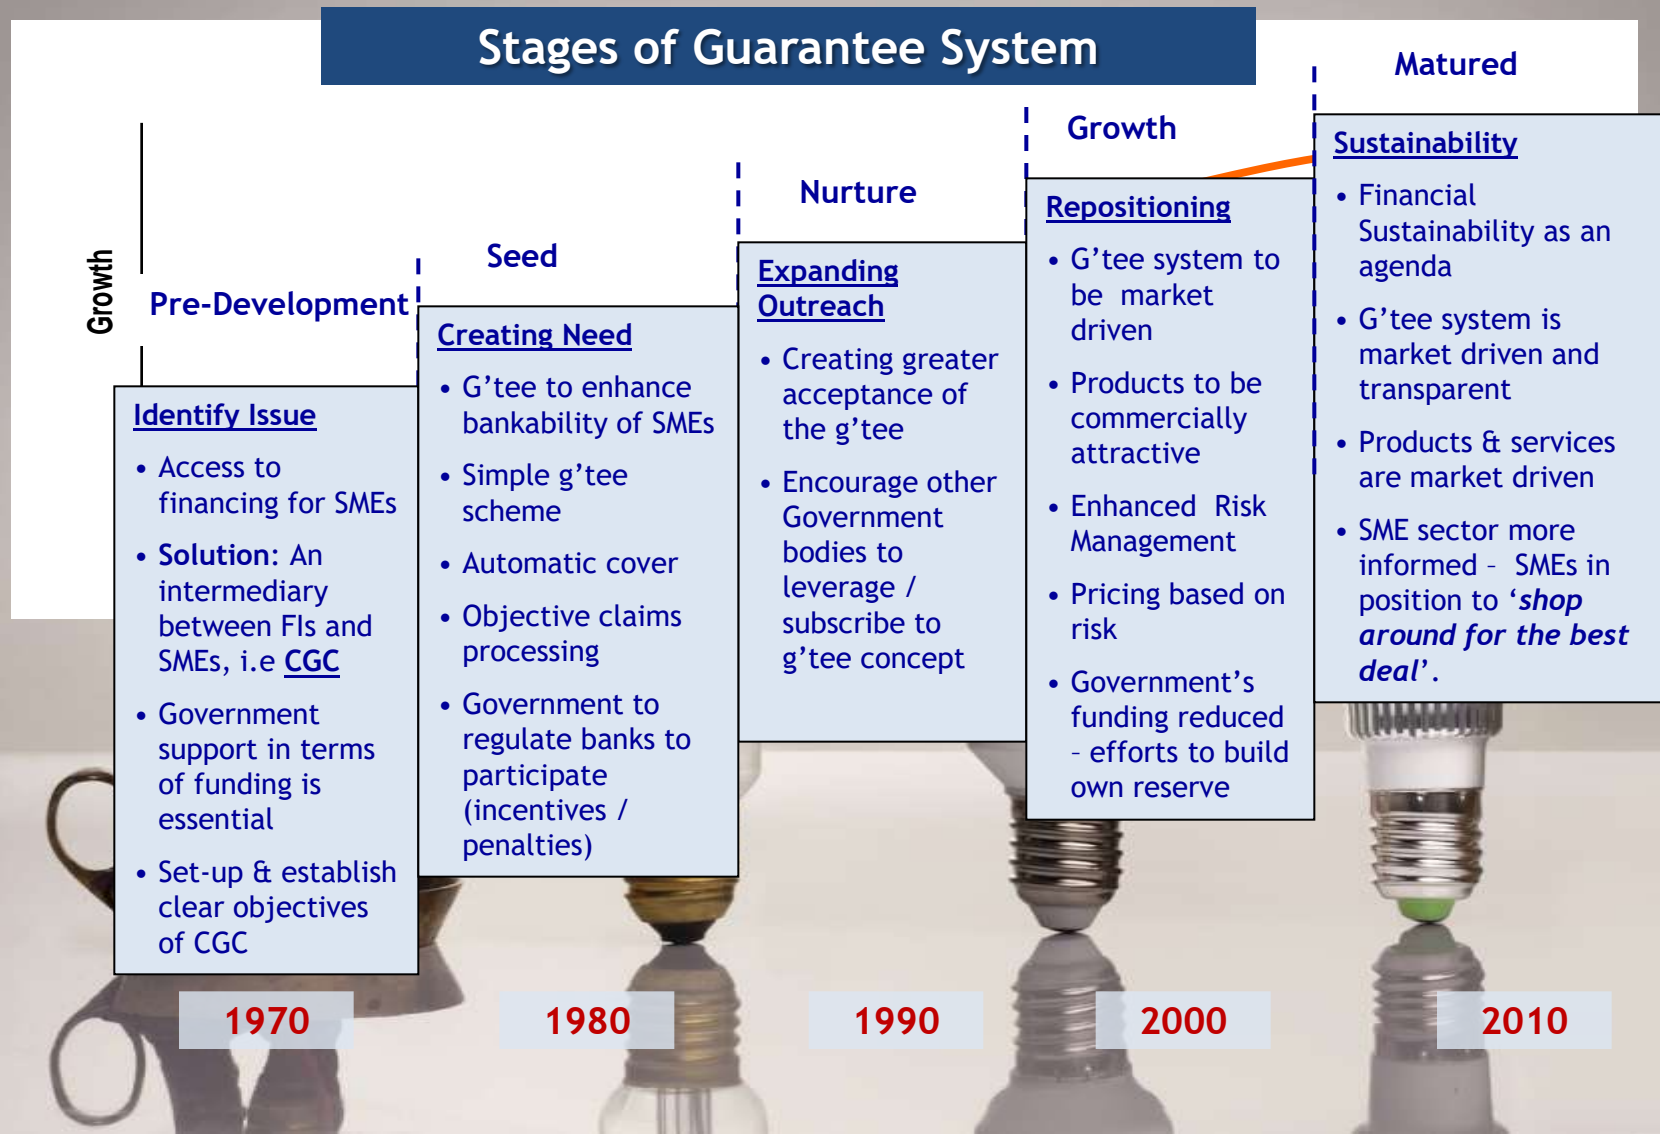 Stages of Guarantee System
Growth
Pre-Development
Identify Issue
• Access to
financing for SMEs
• Solution: An
intermediary
between FIs and
SMEs, i.e CGC
• Government
support in terms
of funding is
essential
• Set-up & establish
clear objectives
of CGC
1970
Seed
Creating Need
• G’tee to enhance
bankability of SMEs
• Simple g’tee
scheme
• Automatic cover
• Objective claims
processing
• Government to
regulate banks to
participate
(incentives /
penalties)
1980
Nurture
Expanding
Outreach
• Creating greater
acceptance of
the g’tee
• Encourage other
Government
bodies to
leverage /
subscribe to
g’tee concept
1990
Growth
Repositioning
• G’tee system to
be market
driven
• Products to be
commercially
attractive
• Enhanced Risk
Management
• Pricing based on
risk
• Government’s
funding reduced
– efforts to build
own reserve
2000
Matured
Sustainability
• Financial
Sustainability as an
agenda
• G’tee system is
market driven and
transparent
• Products & services
are market driven
• SME sector more
informed – SMEs in
position to ‘shop
around for the best
deal’.
2010